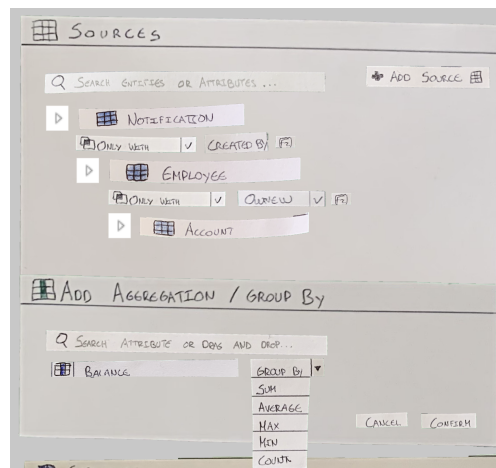 SOURCES
SEARCH ENTITIES OR ATTRIBUTES ...
ADD SOURCE
NOTIFICATION
ONLY WITH CREATED BY
EMPLOYEE
ONLY WITH
ACCOUNT
ADD AGGREGATION / GROUP BY
SEARCH ATTRIBUTE OR DRAG AND DROP...
BALANCE GROUP BY
SUM
AVERAGE
MAX
CANCEL CONFIRM
MIN